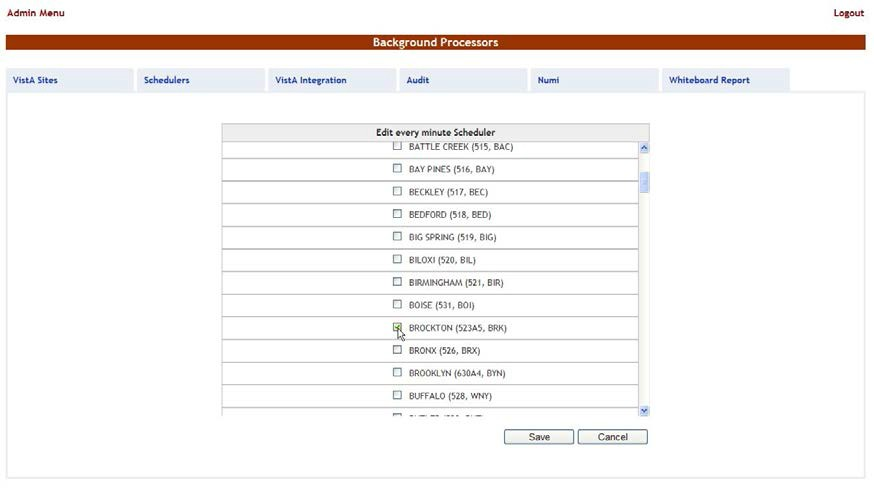 Admin Menu
Logout
Background Processors
VistA Sites
Schedulers
VistA Integration
Audit
Numi
Whiteboard Report
Edit every minute Scheduler
BATTLE CREEK (515, BAC)
BAY PINES (516, BAY)
BECKLEY (517, BEC)
BEDFORD (518, BED)
BIG SPRING (519, BIG)
BILOXI (520, BIL)
BIRMINGHAM (521, BIR)
BOISE (531, BOI)
BROCKTON (523A5, BRK)
BRONX (526, BRX)
BROOKLYN (630A4, BYN)
BUFFALO (528, WNY)
Save
Cancel